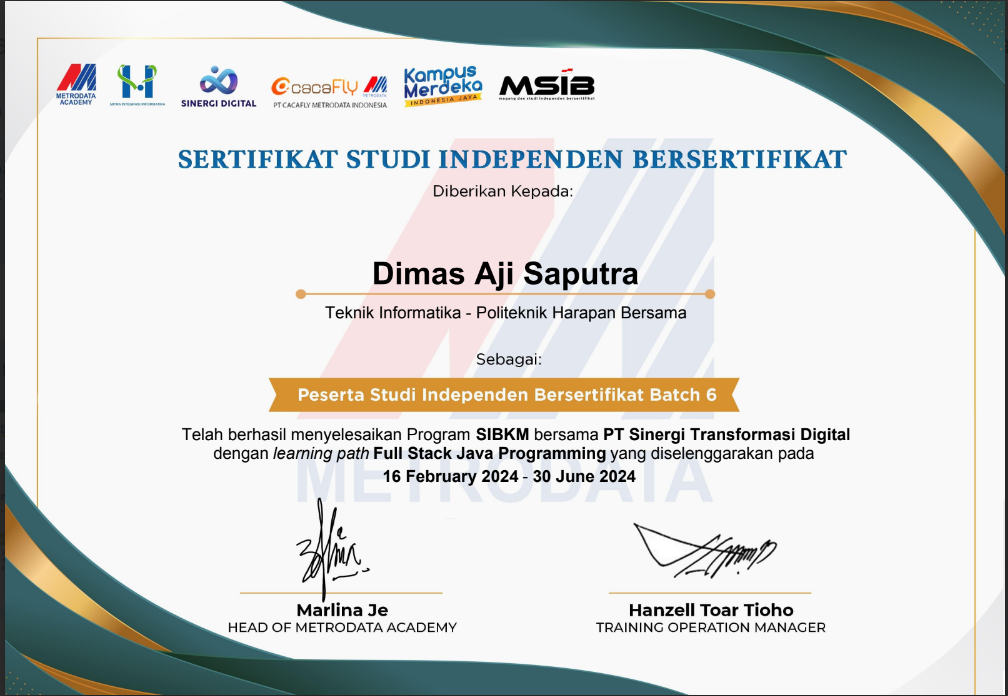 METRODATA
ACADEMY
MITRA INTEGRASI INFORMATIKA
SINERGI DIGITAL
cacaFly
METRODATA
PT CACAFLY METRODATA INDONESIA
Kampus
Merdeka
INDONESIA JAYA
MSIB
magang dan studi independen bersertifikat
SERTIFIKAT STUDI INDEPENDEN BERSERTIFIKAT
Diberikan Kepada:
Dimas Aji Saputra
Teknik Informatika - Politeknik Harapan Bersama
Sebagai:
Peserta Studi Independen Bersertifikat Batch 6
Telah berhasil menyelesaikan Program SIBKM bersama PT Sinergi Transformasi Digital
dengan learning path Full Stack Java Programming yang diselenggarakan pada
16 February 2024 - 30 June 2024
METRODATA
Marlina Je
HEAD OF METRODATA ACADEMY
Hanzell Toar Tioho
TRAINING OPERATION MANAGER